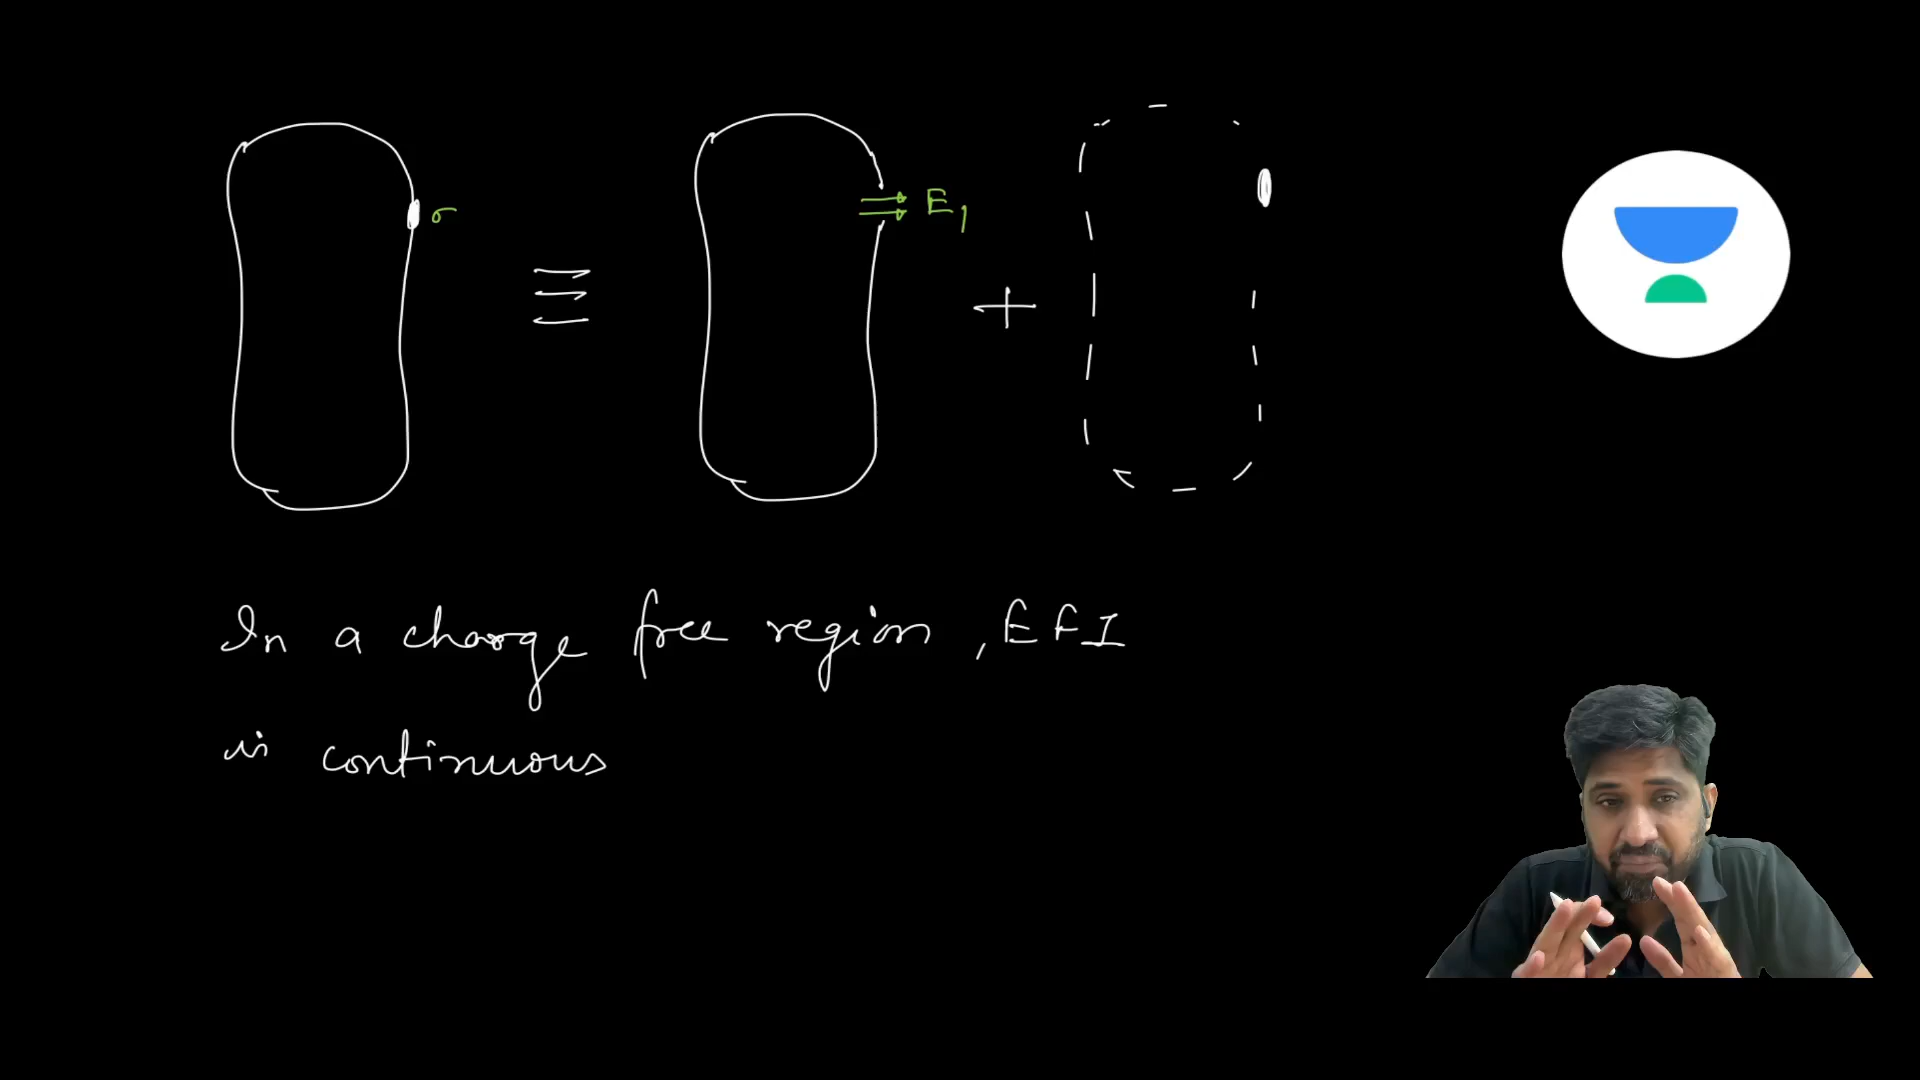 σ
≡
E₁
+
In a charge free region, EFI
is continuous